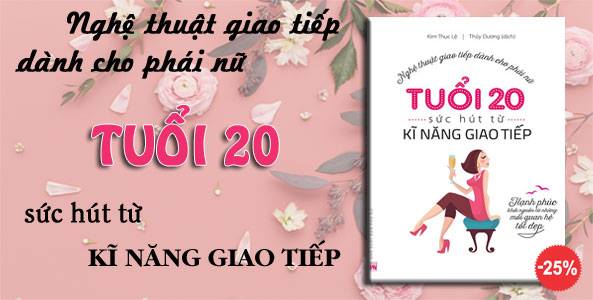 Nghệ thuật giao tiếp
dành cho phái nữ
TUỔI 20
sức hút từ
KĨ NĂNG GIAO TIẾP
Kim Thục Lệ | Thùy Dương (dịch)
Nghệ thuật giao tiếp dành cho phái nữ
TUỔI 20
sức hút từ
KĨ NĂNG GIAO TIẾP
Hạnh phúc
khởi nguồn từ những
mối quan hệ
tốt đẹp
-25%